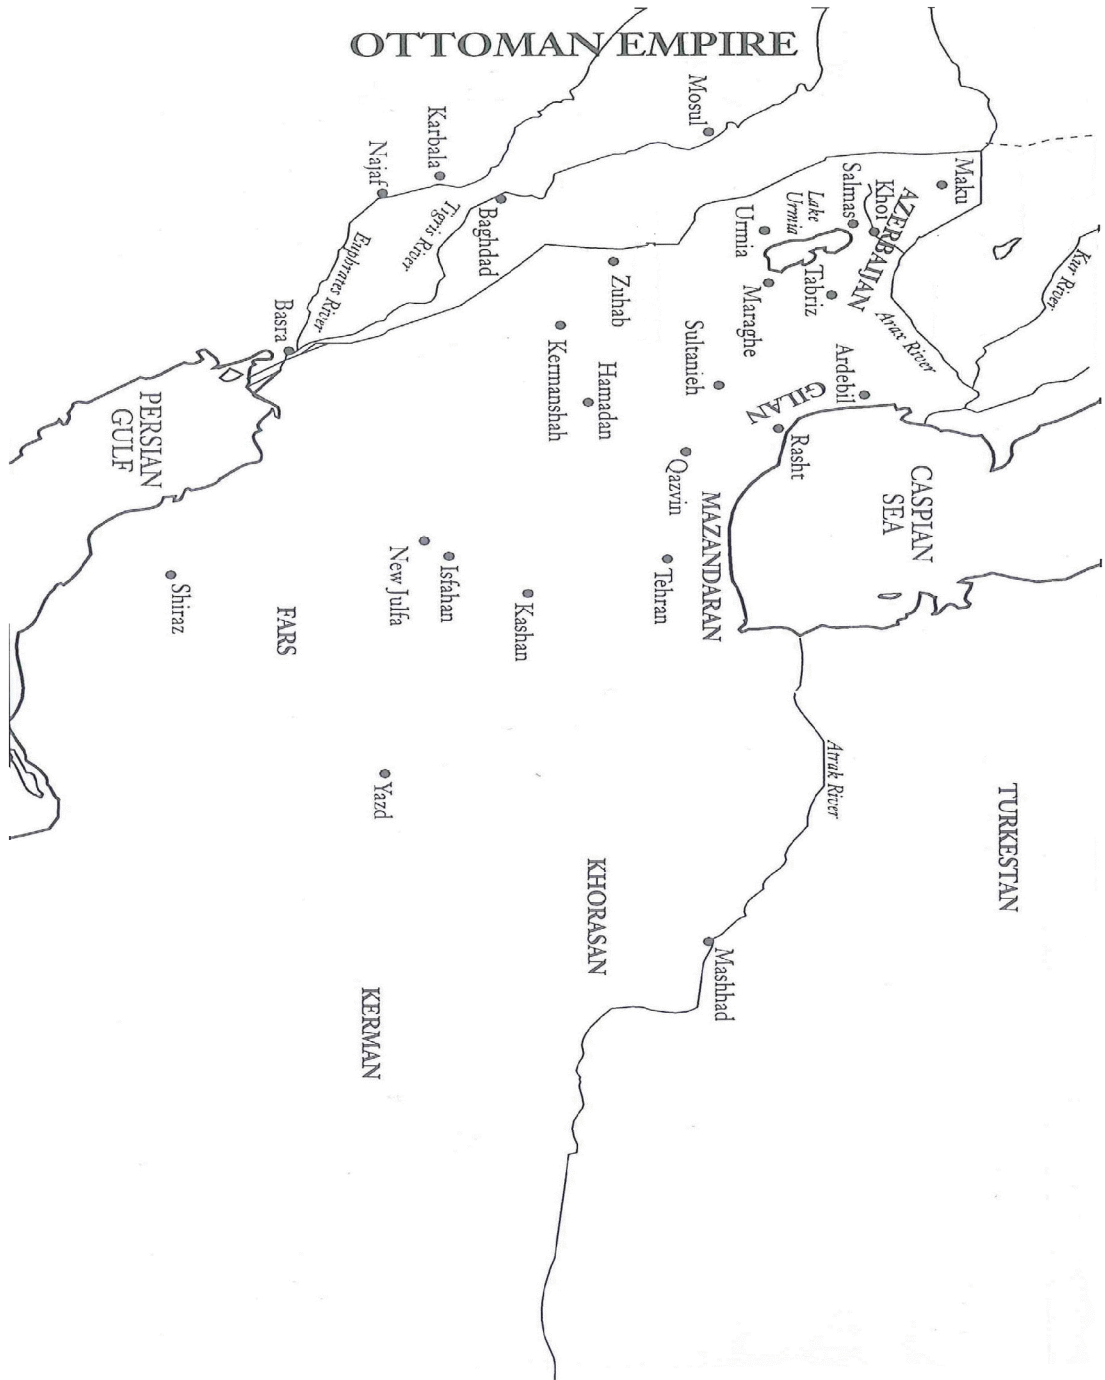 OTTOMAN EMPIRE
Kur River
Maku
AZERBAIJAN
Khoi
Salmas
Lake
Urmia
Urmia
Tabriz
Maraghe
Arax River
Ardebil
Mosul
Karbala
Najaf
Baghdad
Tigris River
Euphrates River
Basra
Zuhab
Kermanshah
Hamadan
Sultanieh
GILAN
Rasht
CASPIAN
SEA
Qazvin
MAZANDARAN
Tehran
PERSIAN
GULF
New Julfa
Isfahan
Kashan
Shiraz
FARS
Atrak River
Yazd
TURKESTAN
KHORASAN
Mashhad
KERMAN